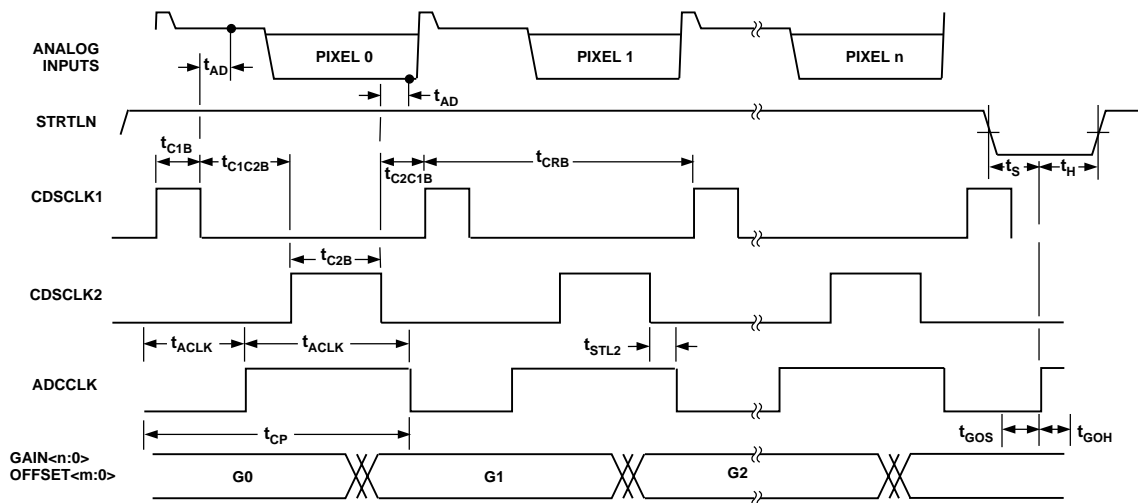 ANALOG
INPUTS
PIXEL 0
PIXEL 1
PIXEL n
tAD
tAD
STRTLN
tC1B
tC1C2B
tC2C1B
tCRB
tS
tH
CDSCLK1
tC2B
CDSCLK2
tACLK
tACLK
tSTL2
ADCCLK
tCP
tGOS
tGOH
GAIN<n:0>
OFFSET<m:0>
G0
G1
G2